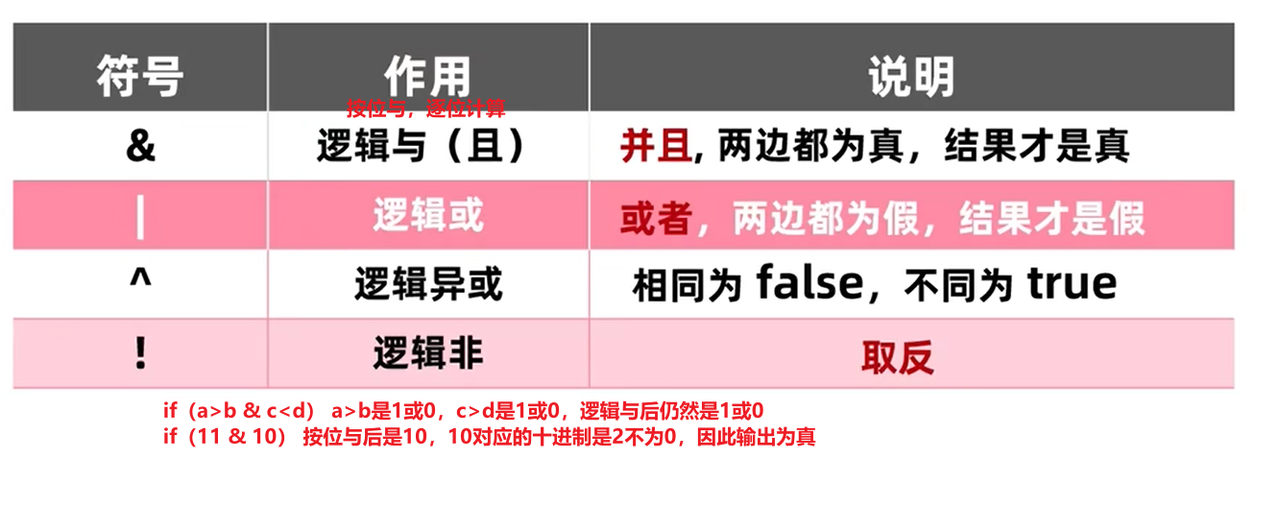 符号 作用 说明
按位与，逐位计算
& 逻辑与（且） 并且, 两边都为真，结果才是真
| 逻辑或 或者，两边都为假，结果才是假
^ 逻辑异或 相同为 false，不同为 true
! 逻辑非 取反
if（a>b & c<d） a>b是1或0，c>d是1或0，逻辑与后仍然是1或0
if（11 & 10） 按位与后是10，10对应的十进制是2不为0，因此输出为真